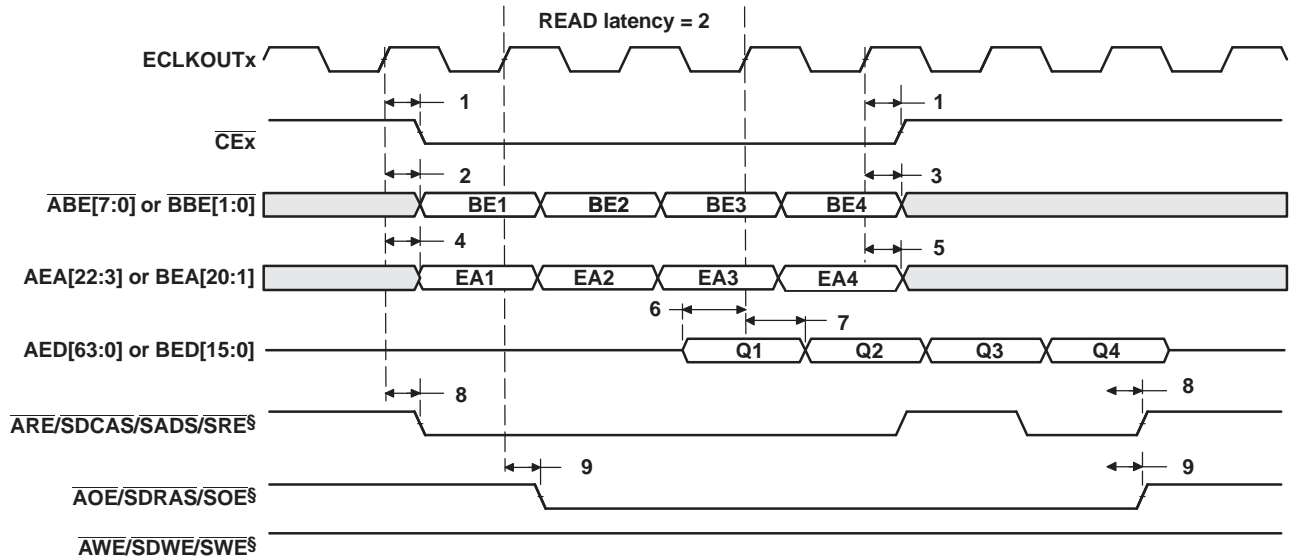 READ latency = 2
ECLKOUTx
1 1
CEx
2 3
ABE[7:0] or BBE[1:0] BE1 BE2 BE3 BE4
4 5
AEA[22:3] or BEA[20:1] EA1 EA2 EA3 EA4
6 7
AED[63:0] or BED[15:0] Q1 Q2 Q3 Q4
8 8
ARE/SDCAS/SADS/SRE§
9 9
AOE/SDRAS/SOE§
AWE/SDWE/SWE§